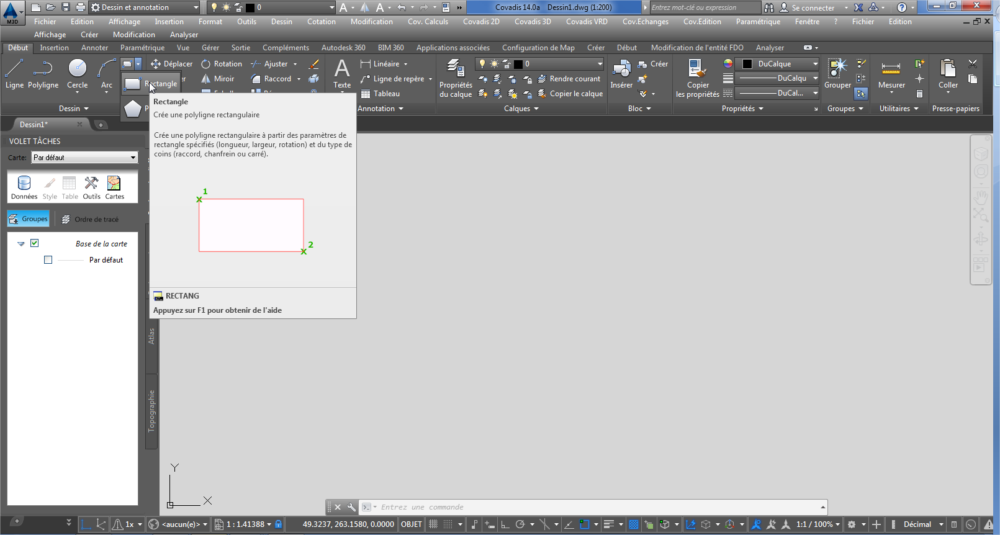 M3D
Dessin et annotation
0
A
A
Covadis 14.0a Dessin1.dwg (1:200)
Entrez mot-clé ou expression
Se connecter
Fichier Edition Affichage Insertion Format Outils Dessin Cotation Modification Cov. Calculs Covadis 2D Covadis 3D Covadis VRD Cov.Echanges Cov.Edition Paramétrique Fenêtre ? Fichier Edition
Affichage Créer Modification Analyser
Début Insertion Annoter Paramétrique Vue Gérer Sortie Compléments Autodesk 360 BIM 360 Applications associées Configuration de Map Créer Début Modification de l'entité FDO Analyser
Ligne
Polyligne
Cercle
Arc
Dessin
Déplacer
Rotation
Ajuster
er
Miroir
Raccord
Rectangle
P
A
Texte
Linéaire
Ligne de repère
Tableau
Annotation
Propriétés
du calque
0
Rendre courant
Copier le calque
Calques
Insérer
Créer
Bloc
Copier
les propriétés
DuCalque
DuCalqu
DuCal...
Propriétés
Grouper
Groupes
Mesurer
Utilitaires
Coller
Presse-papiers
Dessin1*
Rectangle
Crée une polyligne rectangulaire
Crée une polyligne rectangulaire à partir des paramètres de
rectangle spécifiés (longueur, largeur, rotation) et du type de
coins (raccord, chanfrein ou carré).
1
2
RECTANG
Appuyez sur F1 pour obtenir de l'aide
VOLET TÂCHES
Carte: Par défaut
Données Style Table Outils Cartes
Groupes Ordre de tracé
Base de la carte
Par défaut
Atlas
Topographie
Y
X
Entrez une commande
1x
<aucun(e)>
1 : 1.41388
49.3237, 263.1580, 0.0000
OBJET
1:1 / 100%
Décimal